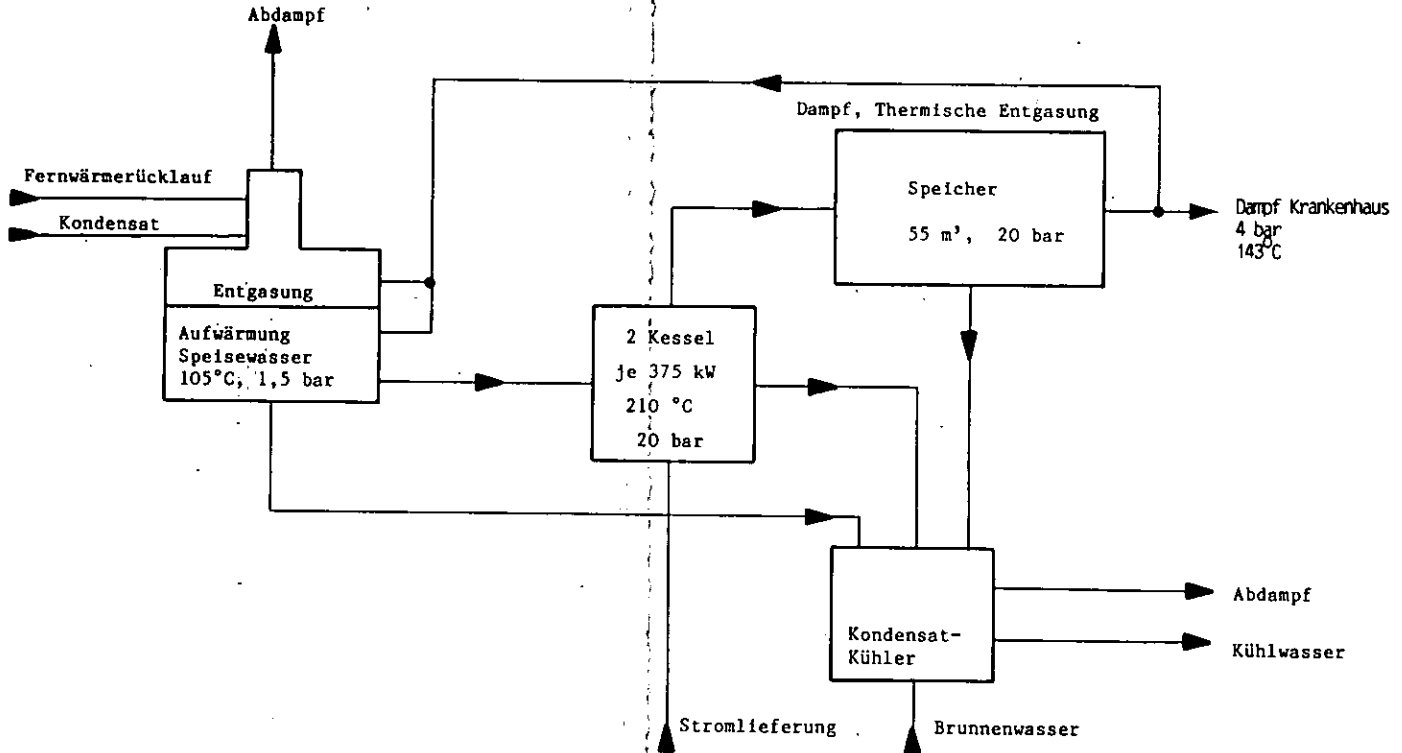 Abdampf
Dampf, Thermische Entgasung
Fernwärmerücklauf
Kondensat
Entgasung
Aufwärmung
Speisewasser
105°C, 1,5 bar
2 Kessel
je 375 kW
210 °C
20 bar
Speicher
55 m³, 20 bar
Dampf Krankenhaus
4 bar
143°C
Kondensat-
Kühler
Abdampf
Kühlwasser
Stromlieferung
Brunnenwasser